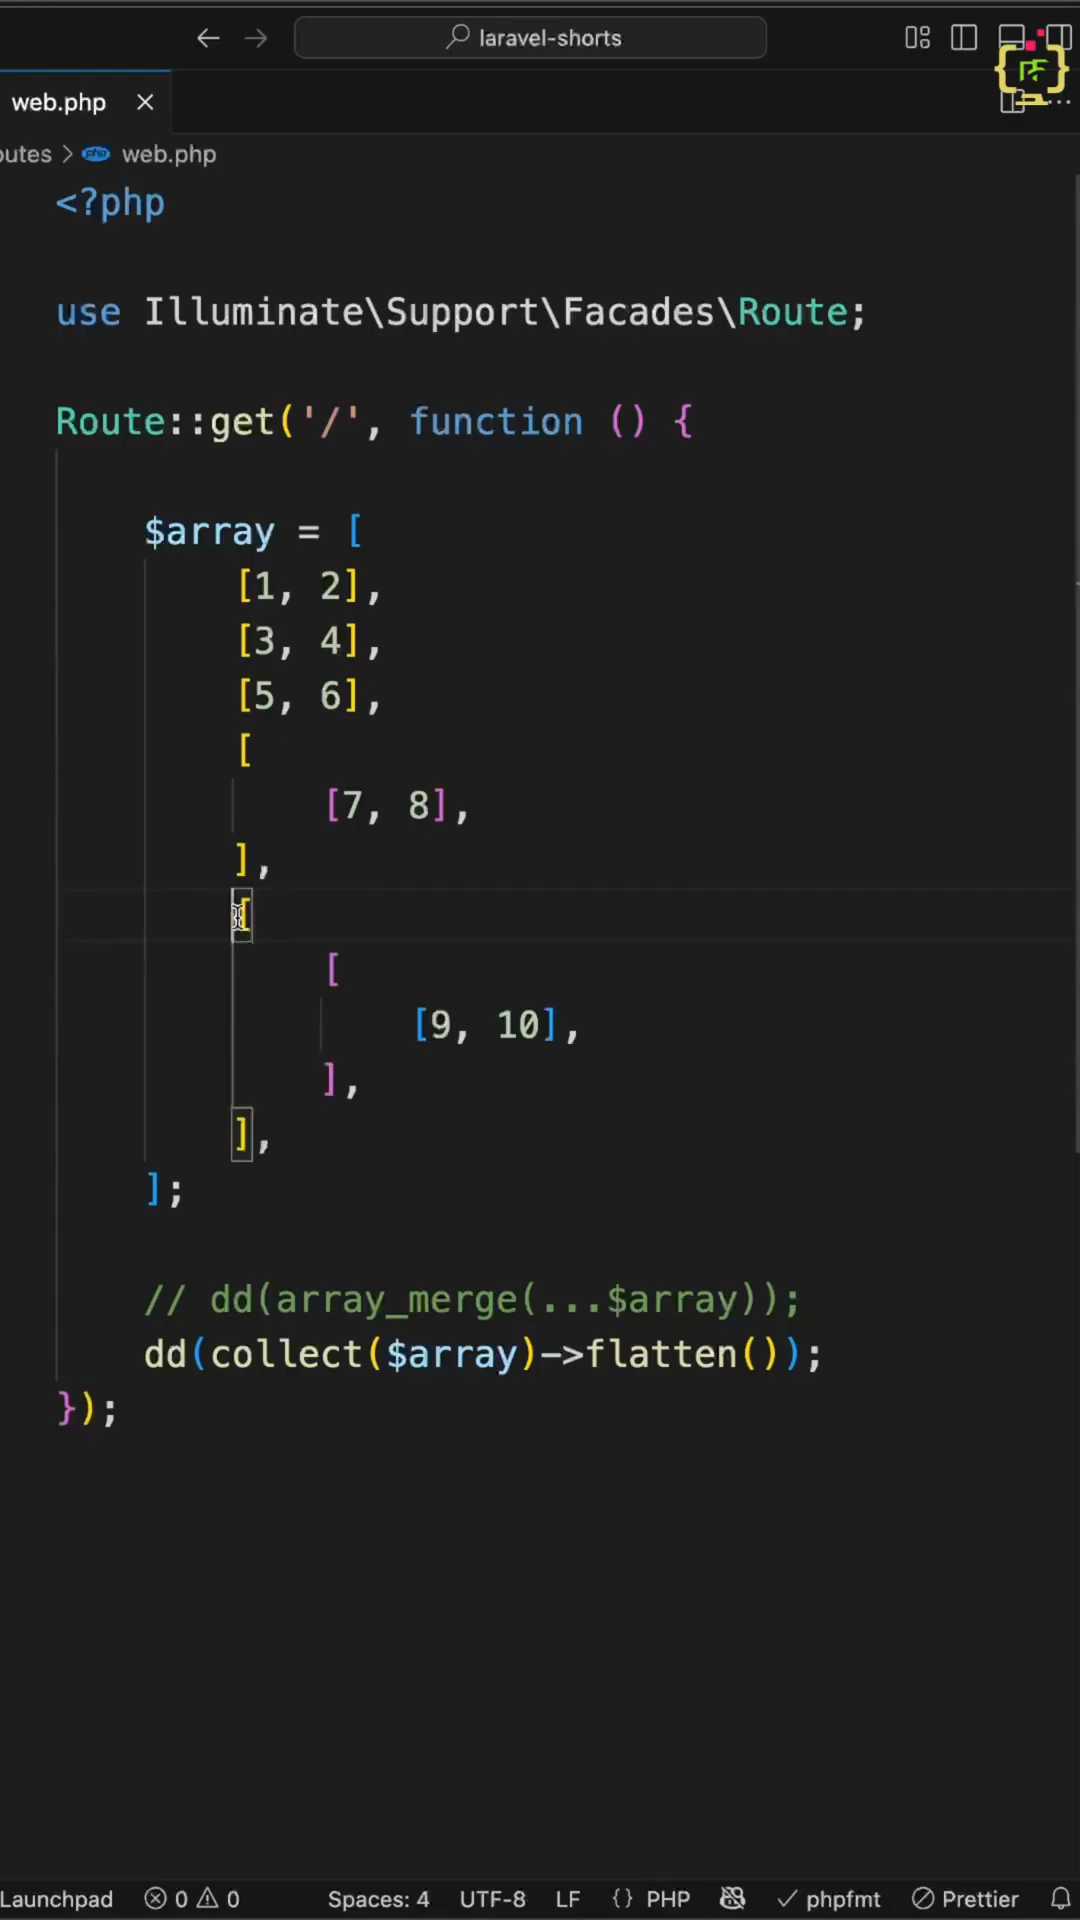 laravel-shorts
web.php
outes > web.php
<?php
use Illuminate\Support\Facades\Route;
Route::get('/', function () {
$array = [
[1, 2],
[3, 4],
[5, 6],
[
[7, 8],
],
[
[
[9, 10],
],
],
];
// dd(array_merge(...$array));
dd(collect($array)->flatten());
});
Launchpad 0 0 Spaces: 4 UTF-8 LF {} PHP phpfmt Prettier